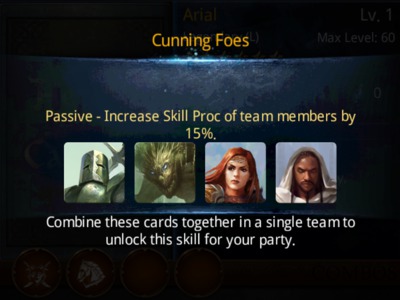 Arial
Lv. 1
Cunning Foes
Max Level: 60
0
Passive - Increase Skill Proc of team members by
15%.
Combine these cards together in a single team to
unlock this skill for your party.